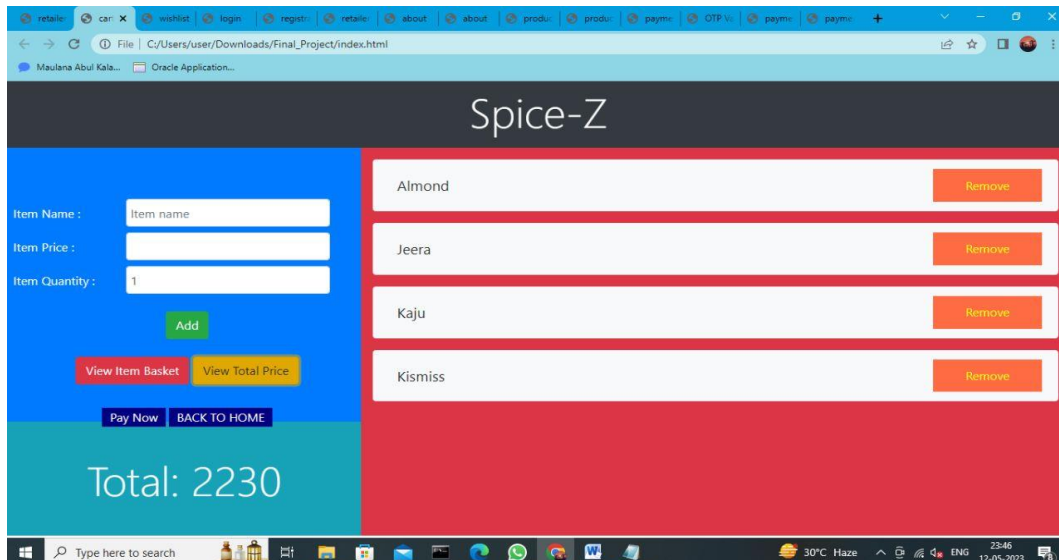 retailer
car
wishlist
login
registr
retailer
about
about
produc
produc
payme
OTP Ve
payme
payme
File | C:/Users/user/Downloads/Final_Project/index.html
Maulana Abul Kala...
Oracle Application...
Spice-Z
Item Name :
Item name
Item Price :
Item Quantity :
1
Add
View Item Basket
View Total Price
Pay Now
BACK TO HOME
Total: 2230
Almond
Remove
Jeera
Remove
Kaju
Remove
Kismiss
Remove
Type here to search
30°C Haze
ENG
23:46
12-05-2023